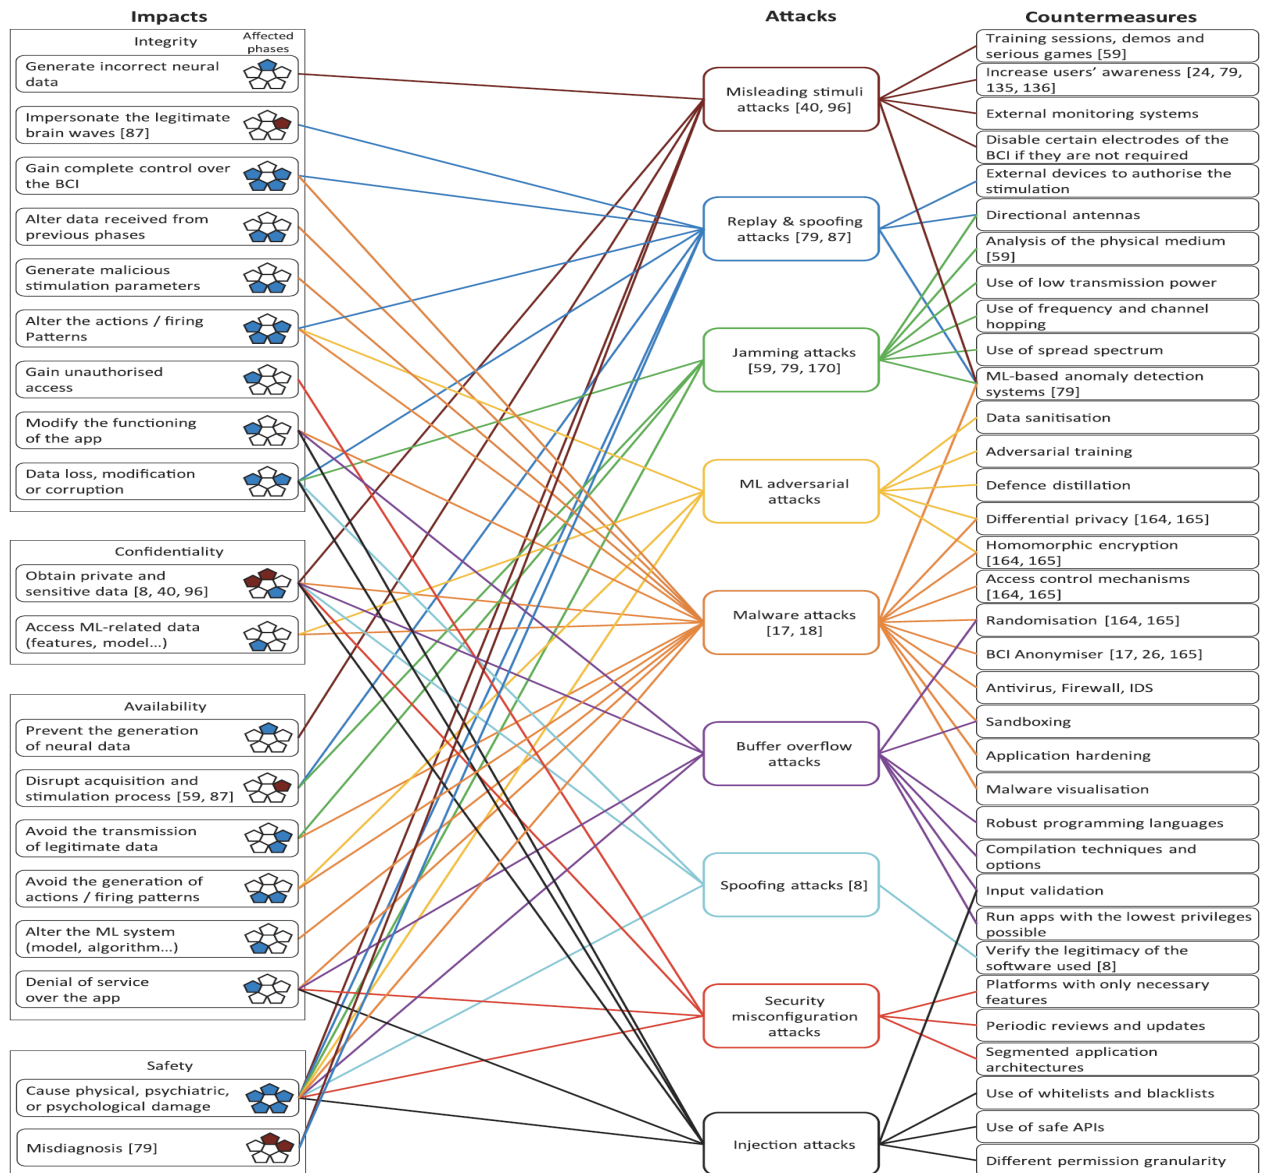 Impacts
Integrity
Affected
phases
Generate incorrect neural
data
Impersonate the legitimate
brain waves [87]
Gain complete control over
the BCI
Alter data received from
previous phases
Generate malicious
stimulation parameters
Alter the actions / firing
Patterns
Gain unauthorised
access
Modify the functioning
of the app
Data loss, modification
or corruption
Confidentiality
Obtain private and
sensitive data [8, 40, 96]
Access ML-related data
(features, model...)
Availability
Prevent the generation
of neural data
Disrupt acquisition and
stimulation process [59, 87]
Avoid the transmission
of legitimate data
Avoid the generation of
actions / firing patterns
Alter the ML system
(model, algorithm...)
Denial of service
over the app
Safety
Cause physical, psychiatric,
or psychological damage
Misdiagnosis [79]
Attacks
Misleading stimuli
attacks [40, 96]
Replay & spoofing
attacks [79, 87]
Jamming attacks
[59, 79, 170]
ML adversarial
attacks
Malware attacks
[17, 18]
Buffer overflow
attacks
Spoofing attacks [8]
Security
misconfiguration
attacks
Injection attacks
Countermeasures
Training sessions, demos and
serious games [59]
Increase users' awareness [24, 79,
135, 136]
External monitoring systems
Disable certain electrodes of the
BCI if they are not required
External devices to authorise the
stimulation
Directional antennas
Analysis of the physical medium
[59]
Use of low transmission power
Use of frequency and channel
hopping
Use of spread spectrum
ML-based anomaly detection
systems [79]
Data sanitisation
Adversarial training
Defence distillation
Differential privacy [164, 165]
Homomorphic encryption
[164, 165]
Access control mechanisms
[164, 165]
Randomisation [164, 165]
BCI Anonymiser [17, 26, 165]
Antivirus, Firewall, IDS
Sandboxing
Application hardening
Malware visualisation
Robust programming languages
Compilation techniques and
options
Input validation
Run apps with the lowest privileges
possible
Verify the legitimacy of the
software used [8]
Platforms with only necessary
features
Periodic reviews and updates
Segmented application
architectures
Use of whitelists and blacklists
Use of safe APIs
Different permission granularity